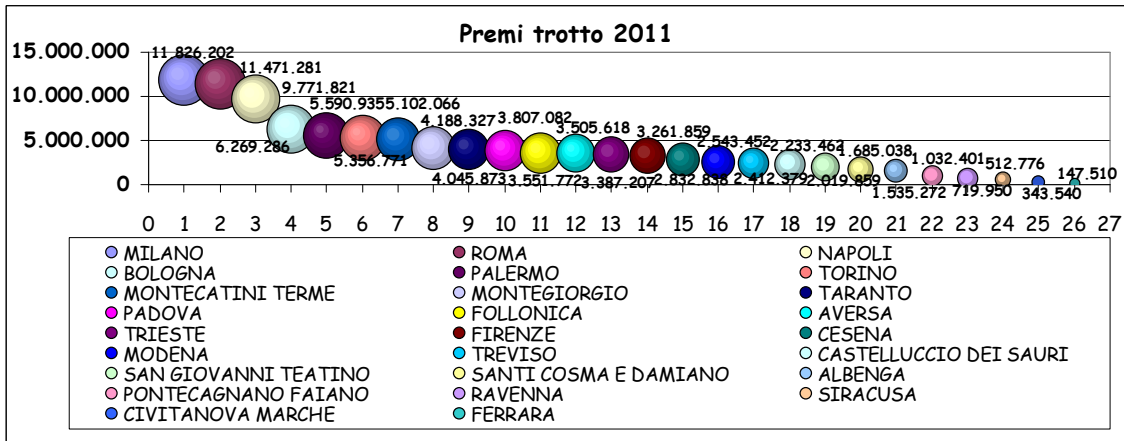 Premi trotto 2011
15.000.000
10.000.000
5.000.000
0
11.826.202
11.471.281
9.771.821
6.269.286
5.590.935
5.356.771
5.102.066
4.188.327
4.045.873
3.807.082
3.551.772
3.505.618
3.387.207
3.261.859
2.832.838
2.543.452
2.412.379
2.233.462
2.019.859
1.685.038
1.535.272
1.032.401
719.950
512.776
343.540
147.510
0 1 2 3 4 5 6 7 8 9 10 11 12 13 14 15 16 17 18 19 20 21 22 23 24 25 26 27
MILANO ROMA NAPOLI
BOLOGNA PALERMO TORINO
MONTECATINI TERME MONTEGIORGIO TARANTO
PADOVA FOLLONICA AVERSA
TRIESTE FIRENZE CESENA
MODENA TREVISO CASTELLUCCIO DEI SAURI
SAN GIOVANNI TEATINO SANTI COSMA E DAMIANO ALBENGA
PONTECAGNANO FAIANO RAVENNA SIRACUSA
CIVITANOVA MARCHE FERRARA